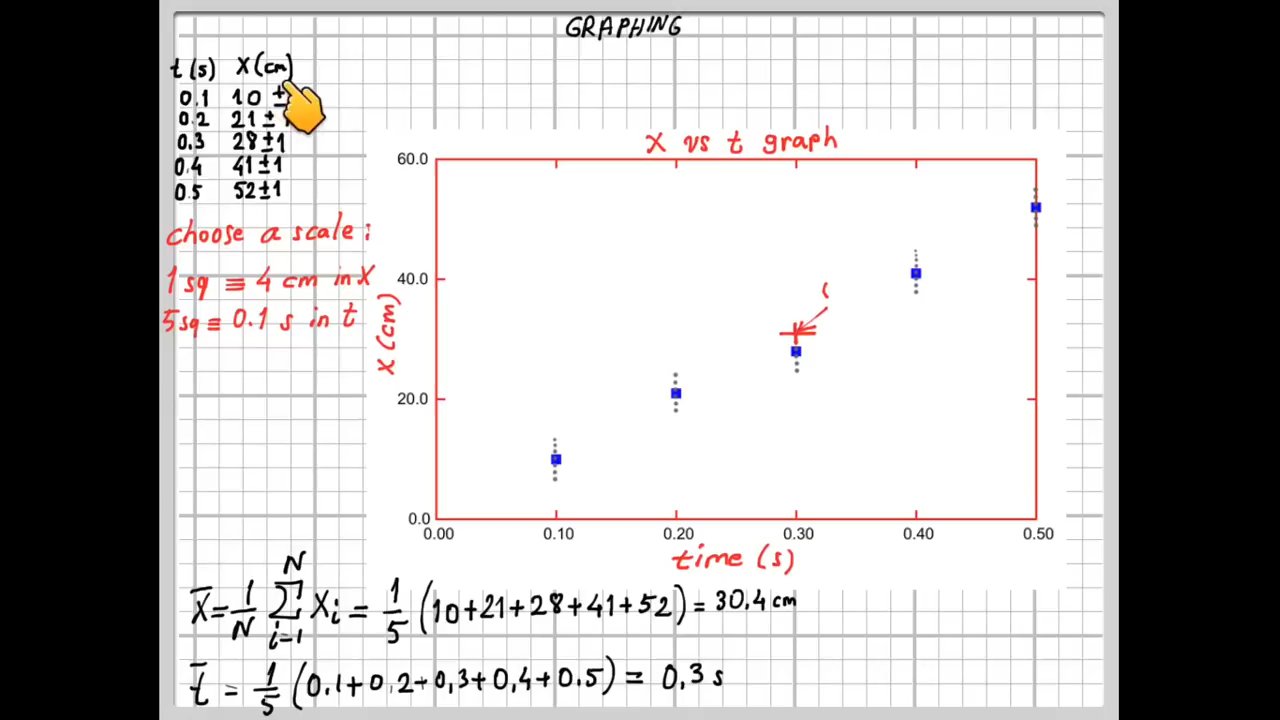 GRAPHING
t(s) X(cm)
0.1 10 ±
0.2 21 ± 1
0.3 28±1
0.4 41±1
0.5 52±1
choose a scale:
1 sq ≡ 4 cm in X
5 sq ≡ 0.1 s in t
X vs t graph
60.0
40.0
20.0
0.0
X (cm)
0.00 0.10 0.20 0.30 0.40 0.50
time (s)
X̅ = 1/N ∑_{i=1}^{N} Xi = 1/5 (10+21+28+41+52) = 30.4 cm
t̅ = 1/5 (0.1+0.2+0,3+0,4+0.5) = 0,3 s